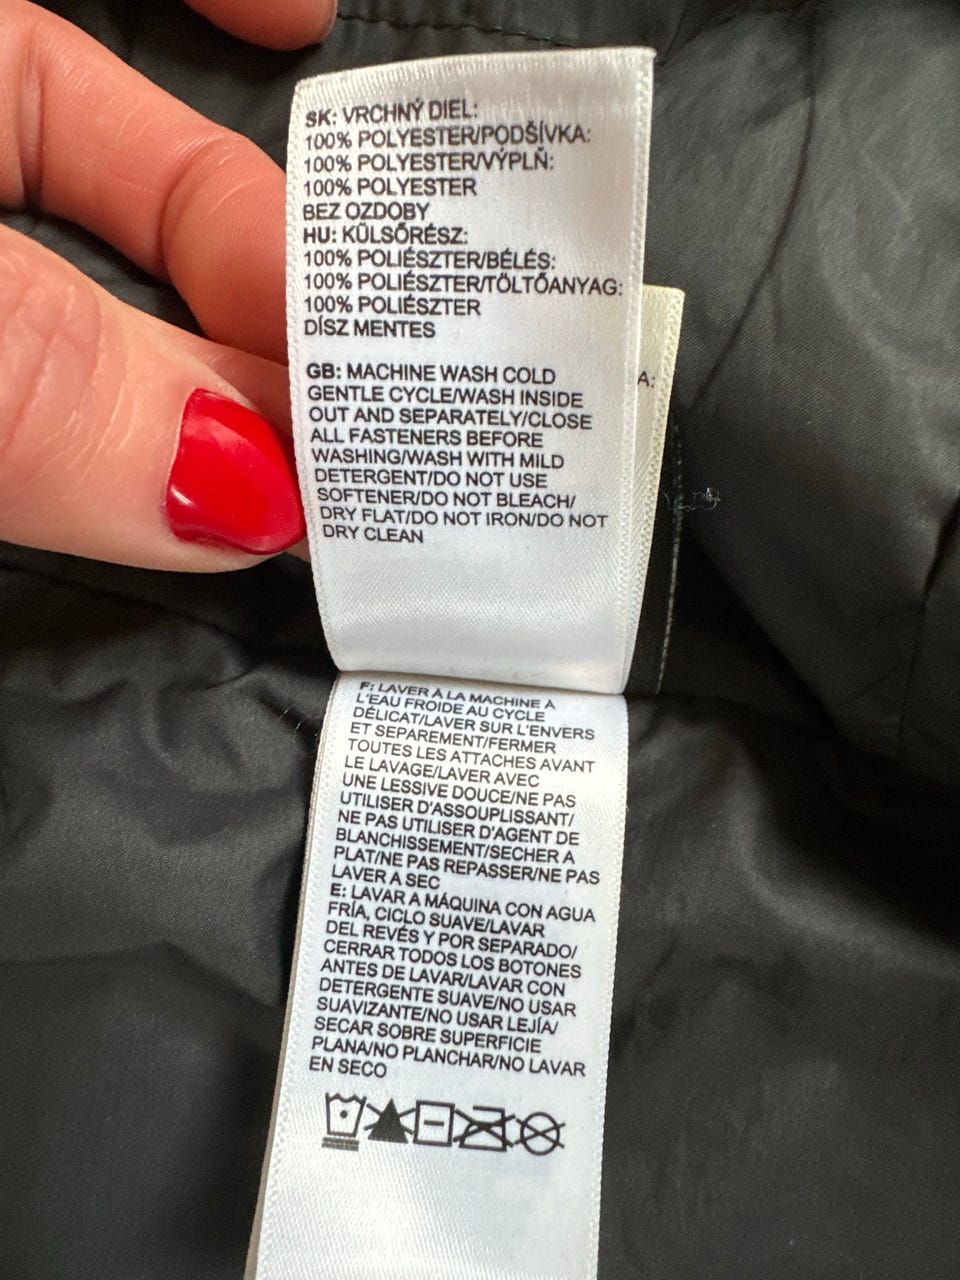 SK: VRCHNÝ DIEL:
100% POLYESTER/PODŠÍVKA:
100% POLYESTER/VÝPLŇ:
100% POLYESTER
BEZ OZDOBY
HU: KÜLSŐRÉSZ:
100% POLIÉSZTER/BÉLÉS:
100% POLIÉSZTER/TÖLTŐANYAG:
100% POLIÉSZTER
DÍSZ MENTES
GB: MACHINE WASH COLD
GENTLE CYCLE/WASH INSIDE
OUT AND SEPARATELY/CLOSE
ALL FASTENERS BEFORE
WASHING/WASH WITH MILD
DETERGENT/DO NOT USE
SOFTENER/DO NOT BLEACH/
DRY FLAT/DO NOT IRON/DO NOT
DRY CLEAN
A:
F: LAVER A LA MACHINE A
L'EAU FROIDE AU CYCLE
DÉLICAT/LAVER SUR L'ENVERS
ET SEPAREMENT/FERMER
TOUTES LES ATTACHES AVANT
LE LAVAGE/LAVER AVEC
UNE LESSIVE DOUCE/NE PAS
UTILISER D'ASSOUPLISSANT/
NE PAS UTILISER D'AGENT DE
BLANCHISSEMENT/SECHER A
PLAT/NE PAS REPASSER/NE PAS
LAVER A SEC
E: LAVAR A MÁQUINA CON AGUA
FRÍA, CICLO SUAVE/LAVAR
DEL REVÉS Y POR SEPARADO/
CERRAR TODOS LOS BOTONES
ANTES DE LAVAR/LAVAR CON
DETERGENTE SUAVE/NO USAR
SUAVIZANTE/NO USAR LEJÍA/
SECAR SOBRE SUPERFICIE
PLANA/NO PLANCHAR/NO LAVAR
EN SECO